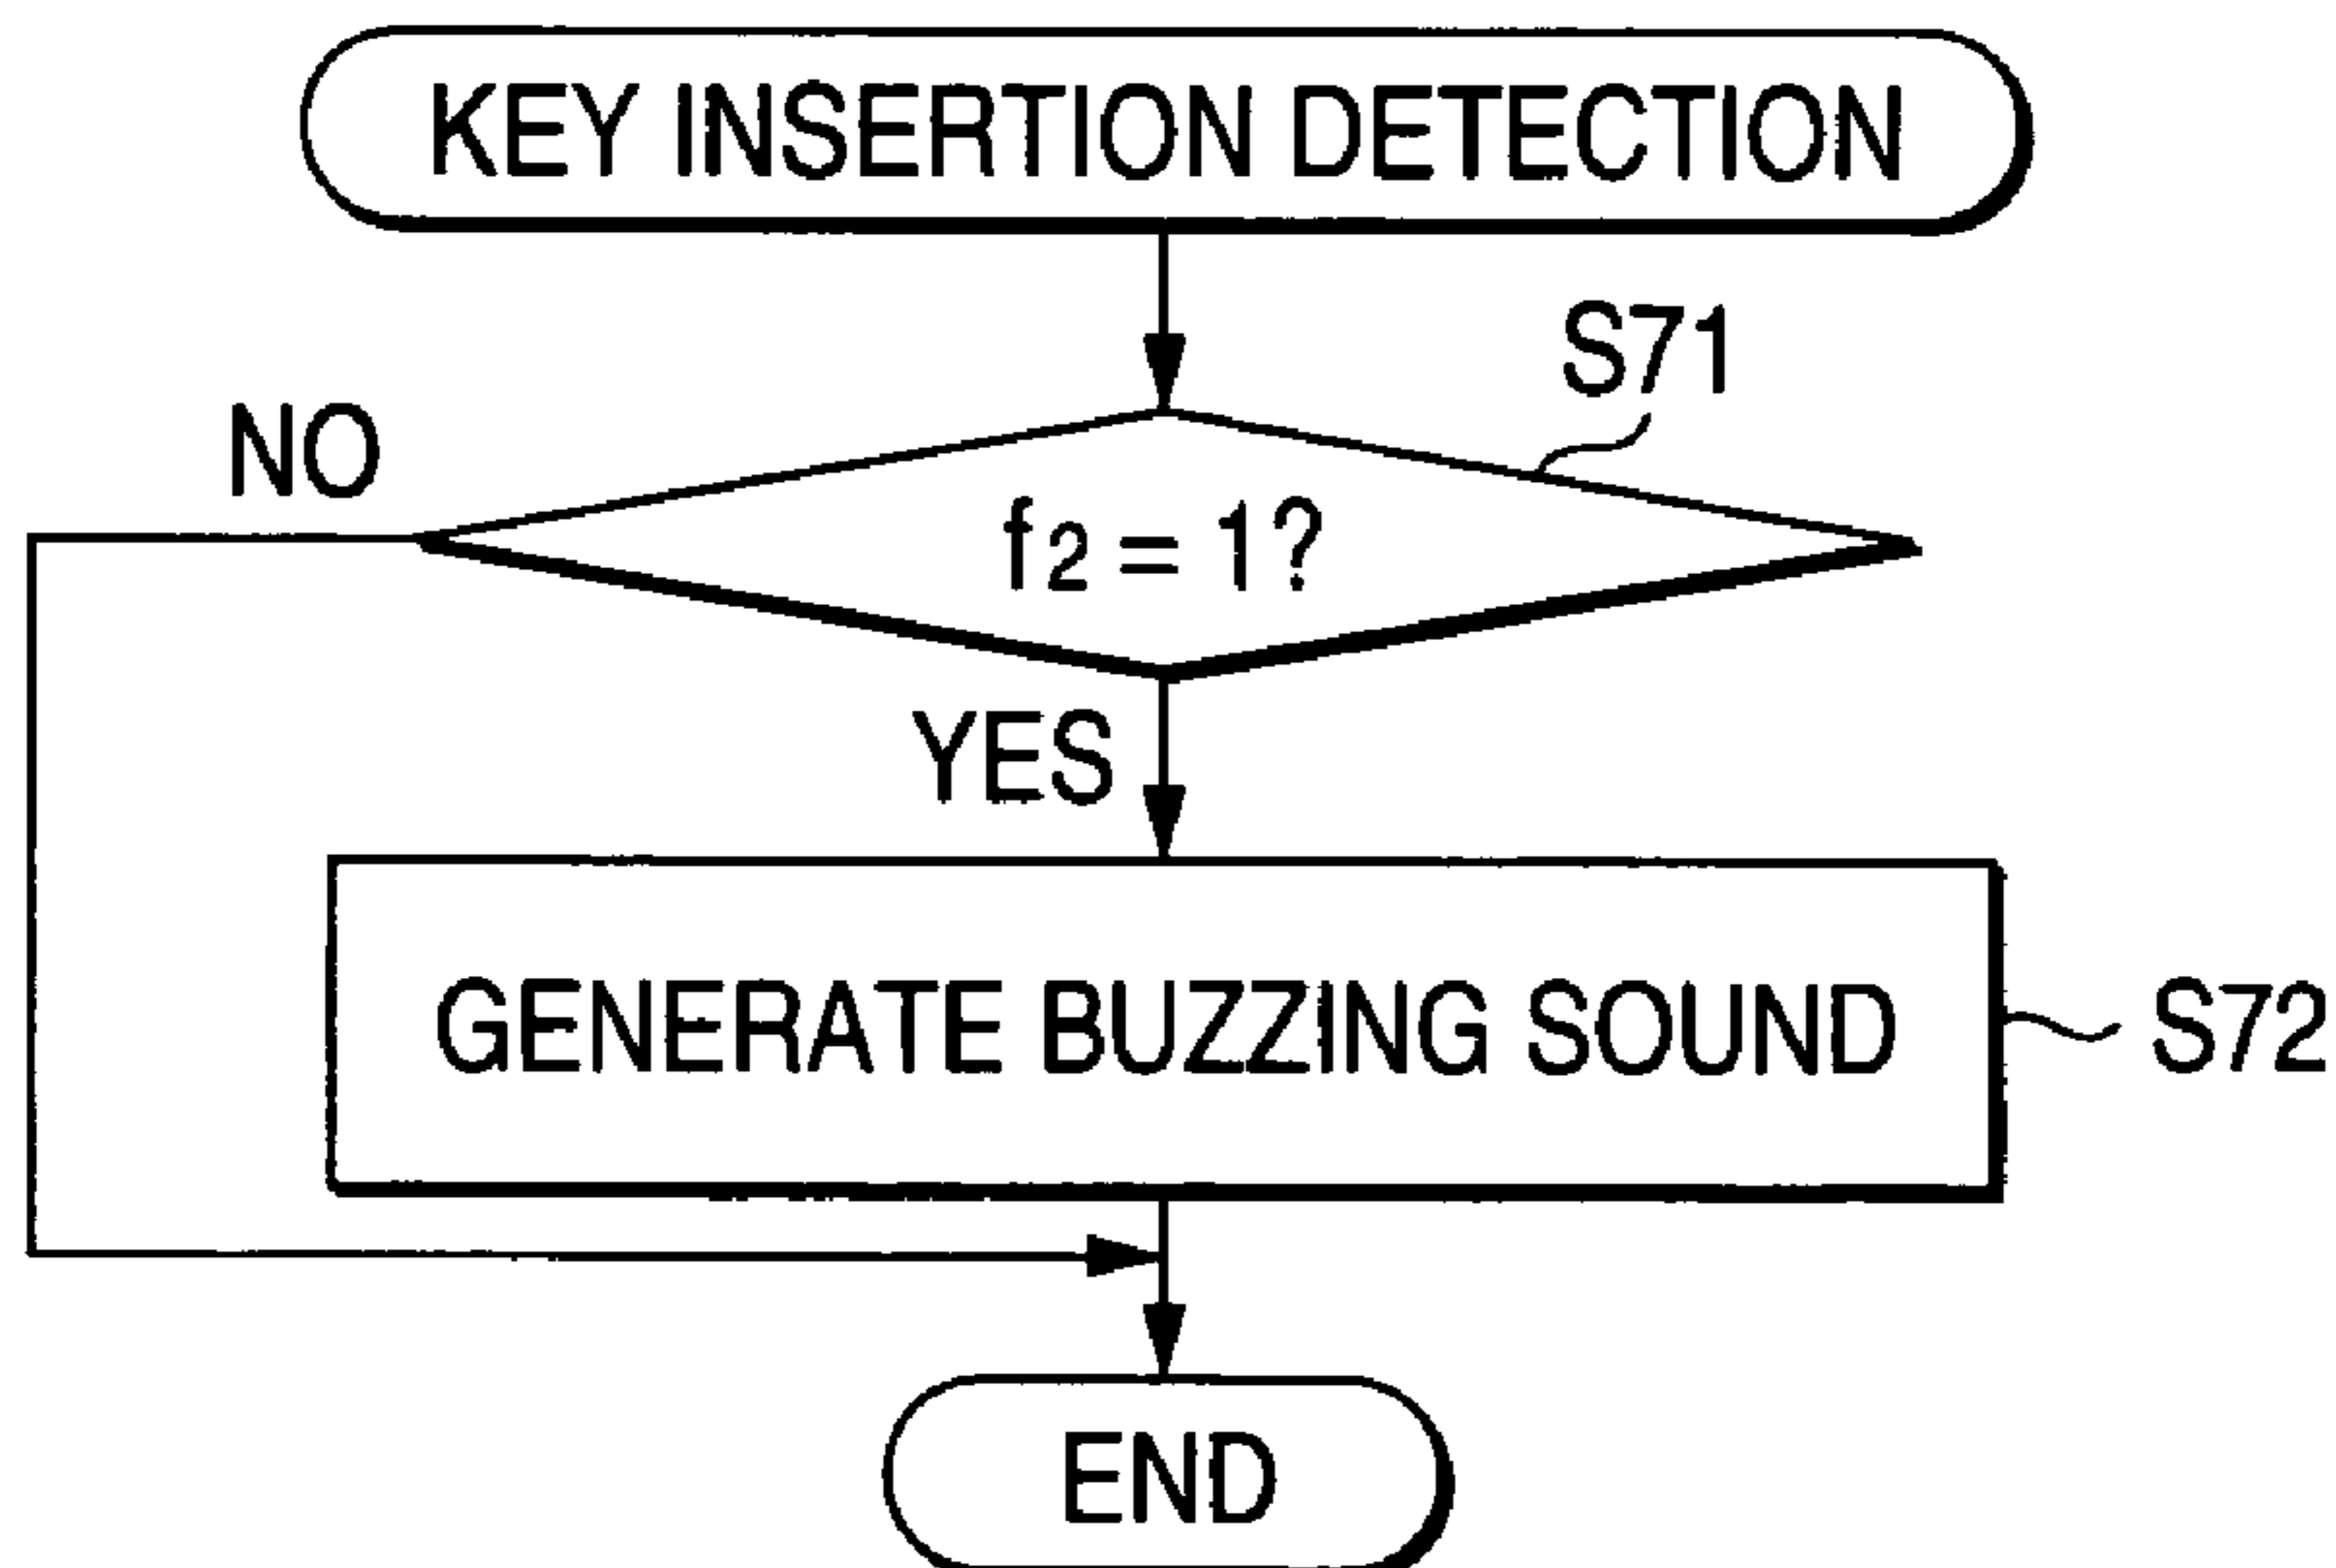 KEY INSERTION DETECTION
S71
NO
f2 = 1?
YES
GENERATE BUZZING SOUND
S72
END